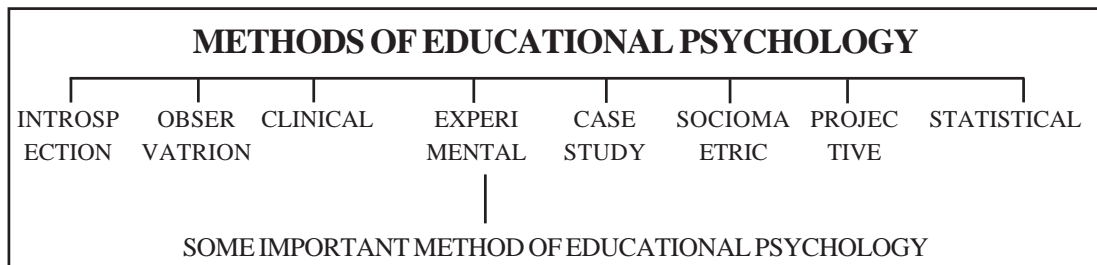 METHODS OF EDUCATIONAL PSYCHOLOGY
INTROSP OBSER CLINICAL EXPERI CASE SOCIOMA PROJEC STATISTICAL
ECTION VATRION MENTAL STUDY ETRIC TIVE
SOME IMPORTANT METHOD OF EDUCATIONAL PSYCHOLOGY